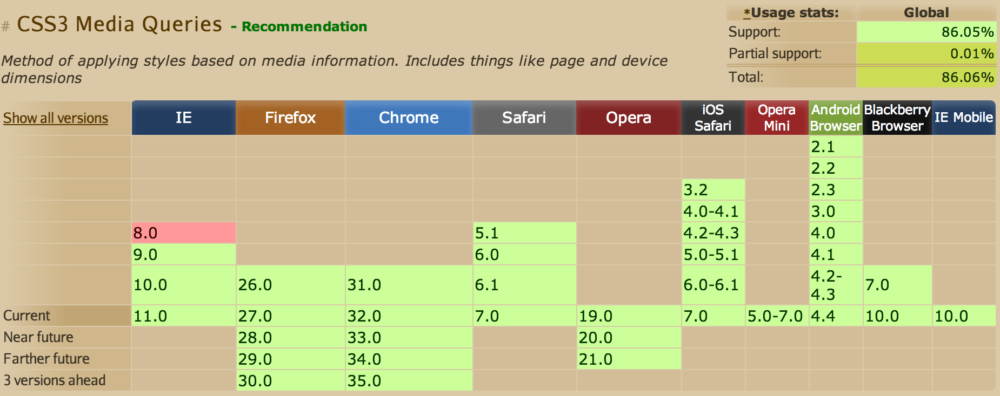 # CSS3 Media Queries - Recommendation
Method of applying styles based on media information. Includes things like page and device
dimensions
*Usage stats: Global
Support: 86.05%
Partial support: 0.01%
Total: 86.06%
Show all versions IE Firefox Chrome Safari Opera iOS Safari Opera Mini Android Browser Blackberry Browser IE Mobile
2.1
2.2
3.2 2.3
4.0-4.1 3.0
8.0 5.1 4.2-4.3 4.0
9.0 6.0 5.0-5.1 4.1
10.0 26.0 31.0 6.1 6.0-6.1 4.2-4.3 7.0
Current 11.0 27.0 32.0 7.0 19.0 7.0 5.0-7.0 4.4 10.0 10.0
Near future 28.0 33.0 20.0
Farther future 29.0 34.0 21.0
3 versions ahead 30.0 35.0